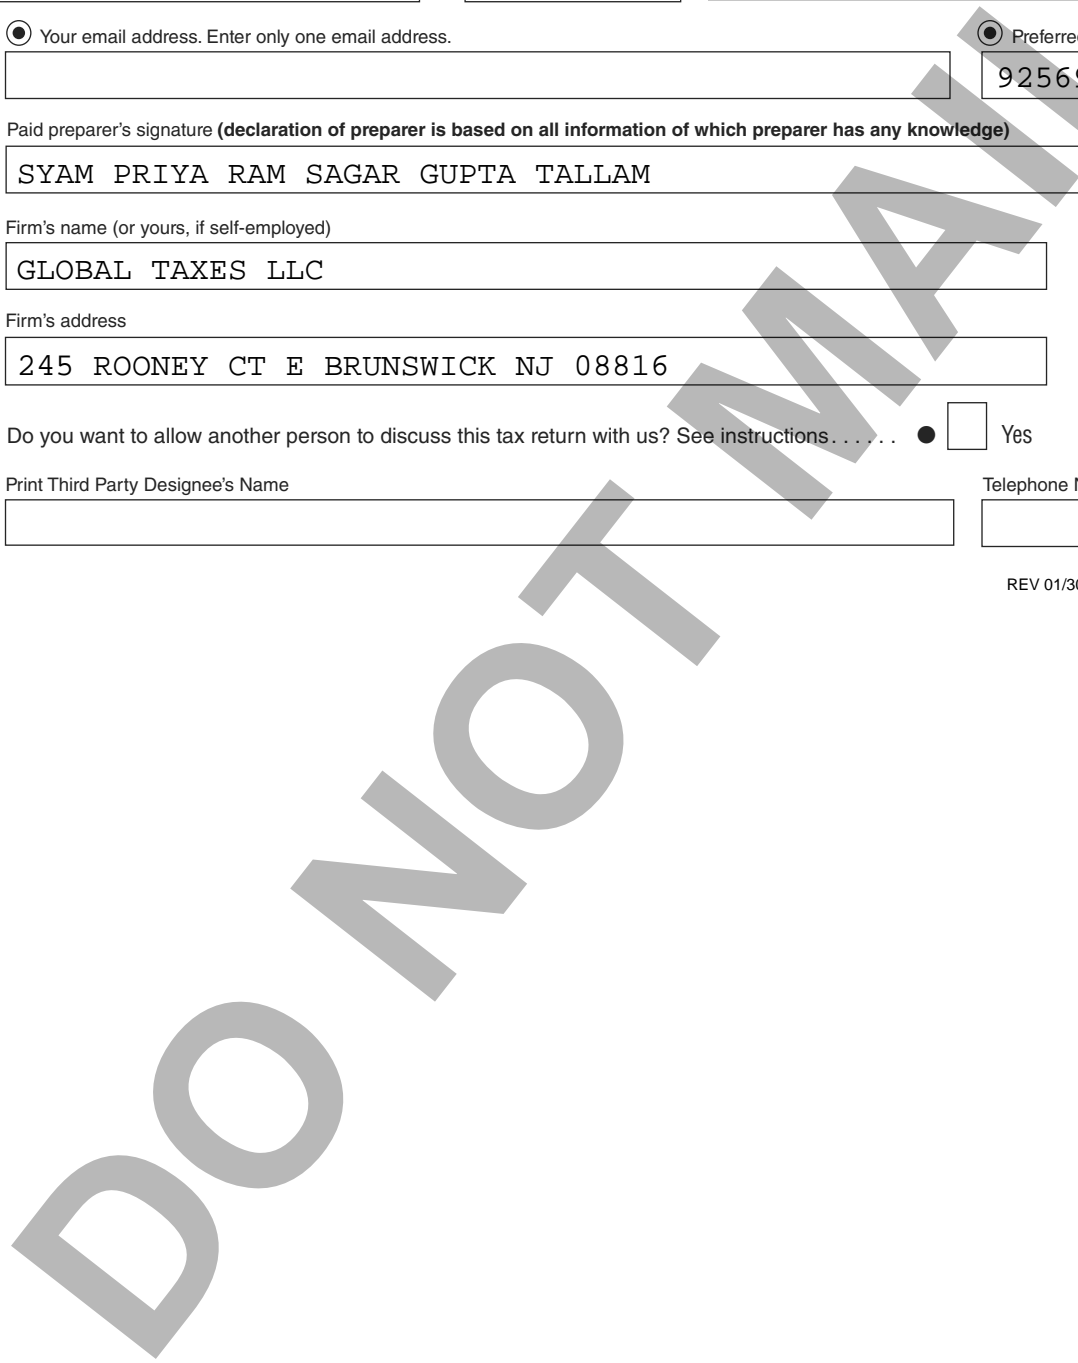 Your email address. Enter only one email address.
Preferre
9256
Paid preparer's signature (declaration of preparer is based on all information of which preparer has any knowledge)
SYAM PRIYA RAM SAGAR GUPTA TALLAM
Firm's name (or yours, if self-employed)
GLOBAL TAXES LLC
Firm's address
245 ROONEY CT E BRUNSWICK NJ 08816
Do you want to allow another person to discuss this tax return with us? See instructions...... ● Yes
Print Third Party Designee's Name
Telephone
REV 01/3
DO NOT MAIL